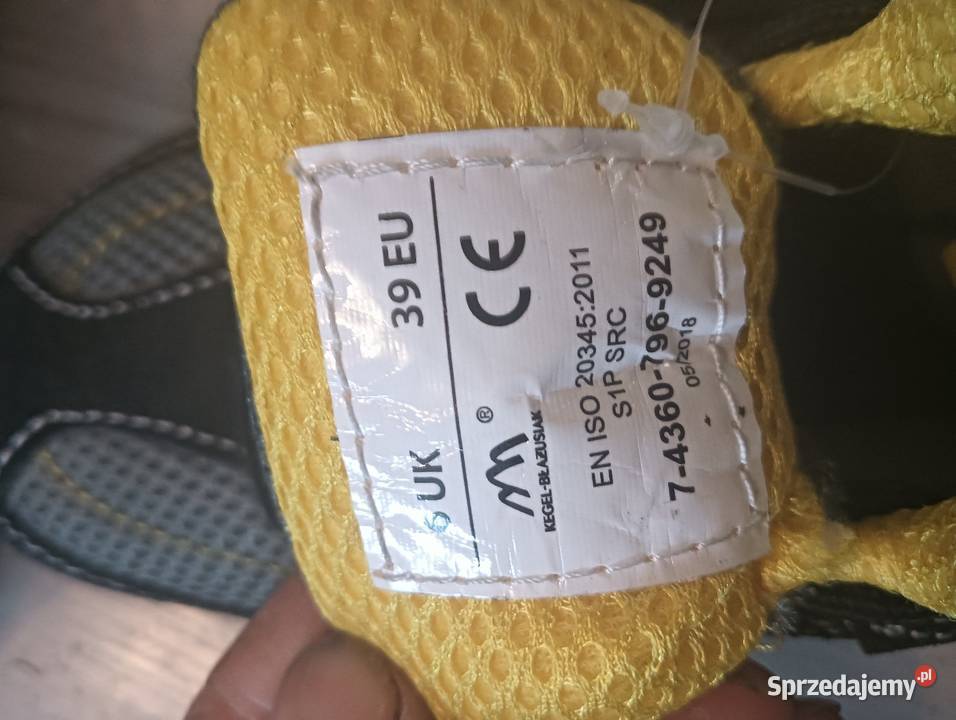 6 UK 39 EU
®
KEGEL-BŁAŻUSIAK
CE
EN ISO 20345:2011
S1P SRC
7-4360-796-9249
05/2018
Sprzedajemy.pl